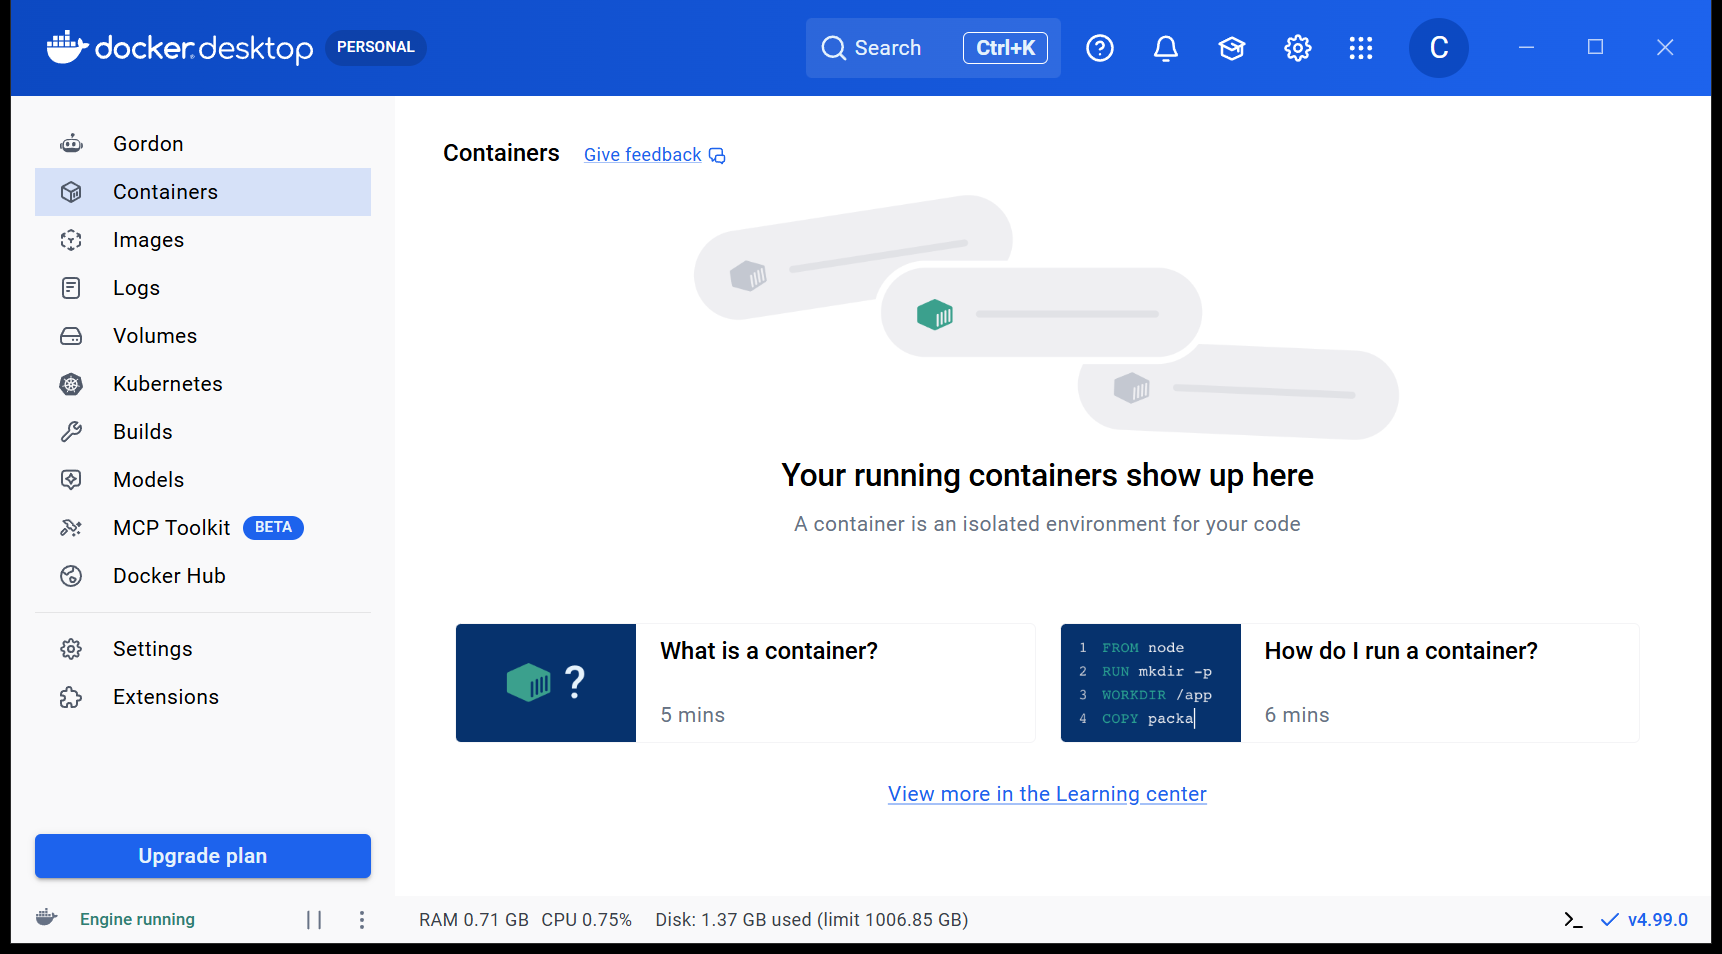 docker desktop PERSONAL
Search Ctrl+K
C
Gordon
Containers
Images
Logs
Volumes
Kubernetes
Builds
Models
MCP Toolkit BETA
Docker Hub
Settings
Extensions
Upgrade plan
Containers Give feedback
Your running containers show up here
A container is an isolated environment for your code
?
What is a container?
5 mins
1 FROM node
2 RUN mkdir -p
3 WORKDIR /app
4 COPY packa
How do I run a container?
6 mins
View more in the Learning center
Engine running
RAM 0.71 GB CPU 0.75% Disk: 1.37 GB used (limit 1006.85 GB)
v4.99.0